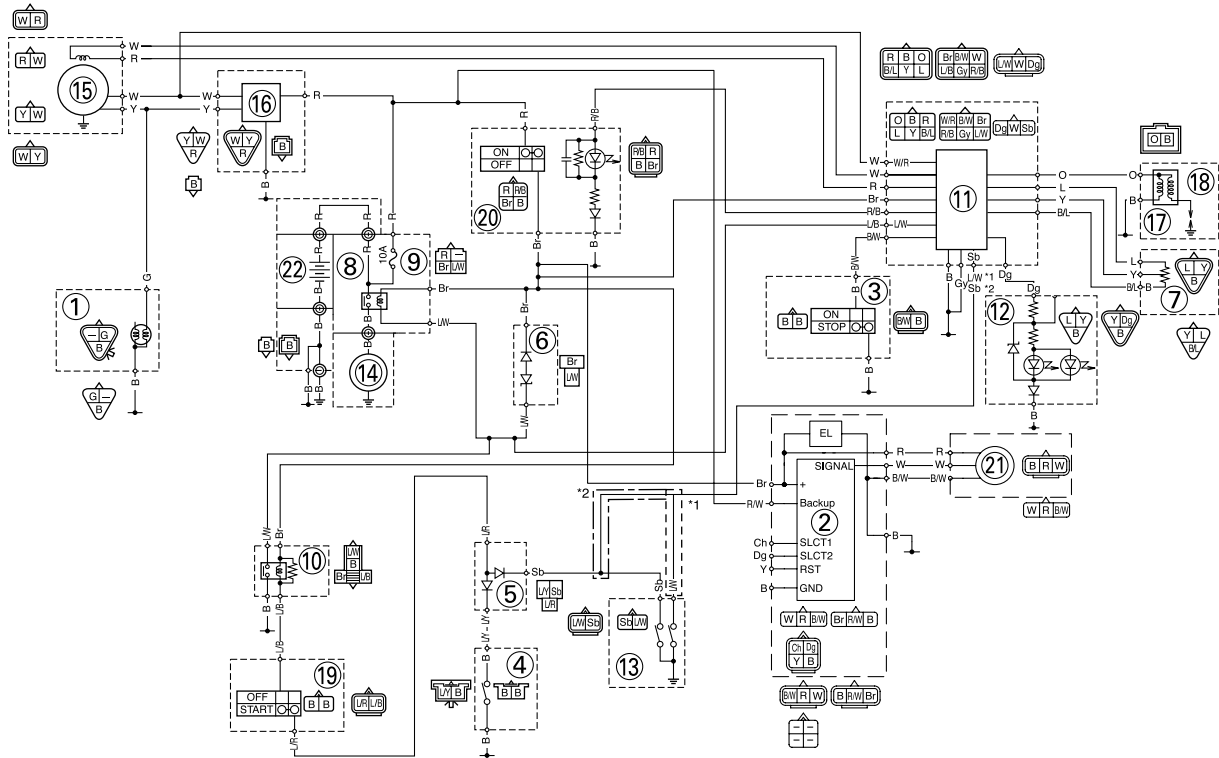 W R
R W
15
Y W
W Y
W
R
W
Y
Y W
R
16
W Y
R
B
B
R
B
G
1
– G
B
G –
B
B
R
R
R
R
R
10A
22
8
9
R –
Br L/W
Br
L/W
B
B
B
B
B
B
14
R
ON
OFF
R R/B
Br B
20
Br
R/B
B
R/B R
B Br
6
Br
L/W
L/W
R B O
B/L Y L
Br B/W W
L/B Gy R/B
L/W W Dg
O B R
L Y B/L
W/R B/W Br
R/B Gy L/W
Dg W Sb
W
W/R
W
R
Br
R/B
L/B
L/W
B/W
11
O
L
Y
B/L
Sb
B
Gy
L/W *1
Sb *2
Dg
O B
O
B
18
17
L
Y
B/L
B
7
L Y
B
Y L
B/L
B/W
B
3
ON
STOP
B B
B/W B
B
12
Dg
L Y
B
Y Dg
B
B
EL
SIGNAL
Br
+
R/W
Backup
2
Ch
SLCT1
Dg
SLCT2
Y
RST
B
GND
R
W
B/W
R
W
B/W
21
B R W
W R B/W
B
W R B/W
Br R/W B
Ch Dg
Y B
B/W R W
B R/W Br
– –
– –
*2
*1
L/W
Br
10
L/W
B
Br L/B
B
L/B
L/B
19
OFF
START
B B
L/R L/B
L/R
L/R
5
Sb
L/Y Sb
L/R
L/Y
L/Y
B
4
L/Y B
B B
B
L/W Sb
Sb
L/W
Sb L/W
13